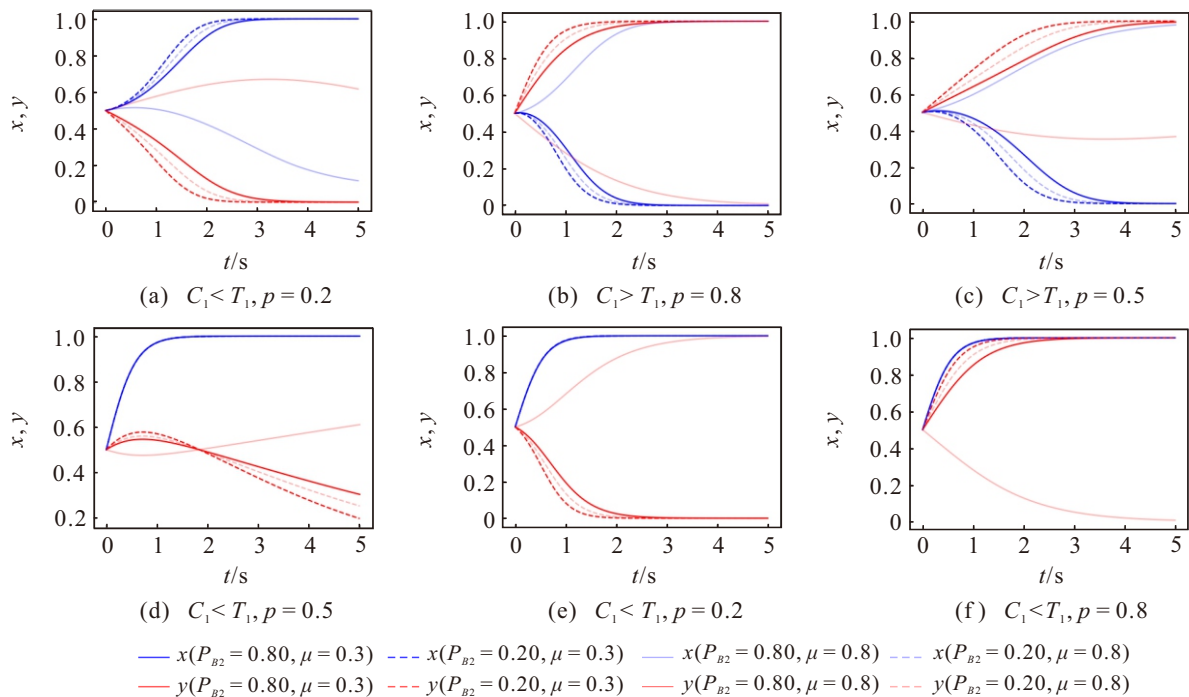 1.0
0.8
0.6
0.4
0.2
0
x, y
0 1 2 3 4 5
t/s
(a) C₁< T₁, p = 0.2
1.0
0.8
0.6
0.4
0.2
0
x, y
0 1 2 3 4 5
t/s
(b) C₁> T₁, p = 0.8
1.0
0.8
0.6
0.4
0.2
0
x, y
0 1 2 3 4 5
t/s
(c) C₁>T₁, p = 0.5
1.0
0.8
0.6
0.4
0.2
x, y
0 1 2 3 4 5
t/s
(d) C₁< T₁, p = 0.5
1.0
0.8
0.6
0.4
0.2
0
x, y
0 1 2 3 4 5
t/s
(e) C₁< T₁, p = 0.2
1.0
0.8
0.6
0.4
0.2
0
x, y
0 1 2 3 4 5
t/s
(f) C₁<T₁, p = 0.8
x(P_B2 = 0.80, μ = 0.3) x(P_B2 = 0.20, μ = 0.3) x(P_B2 = 0.80, μ = 0.8) x(P_B2 = 0.20, μ = 0.8)
y(P_B2 = 0.80, μ = 0.3) y(P_B2 = 0.20, μ = 0.3) y(P_B2 = 0.80, μ = 0.8) y(P_B2 = 0.20, μ = 0.8)